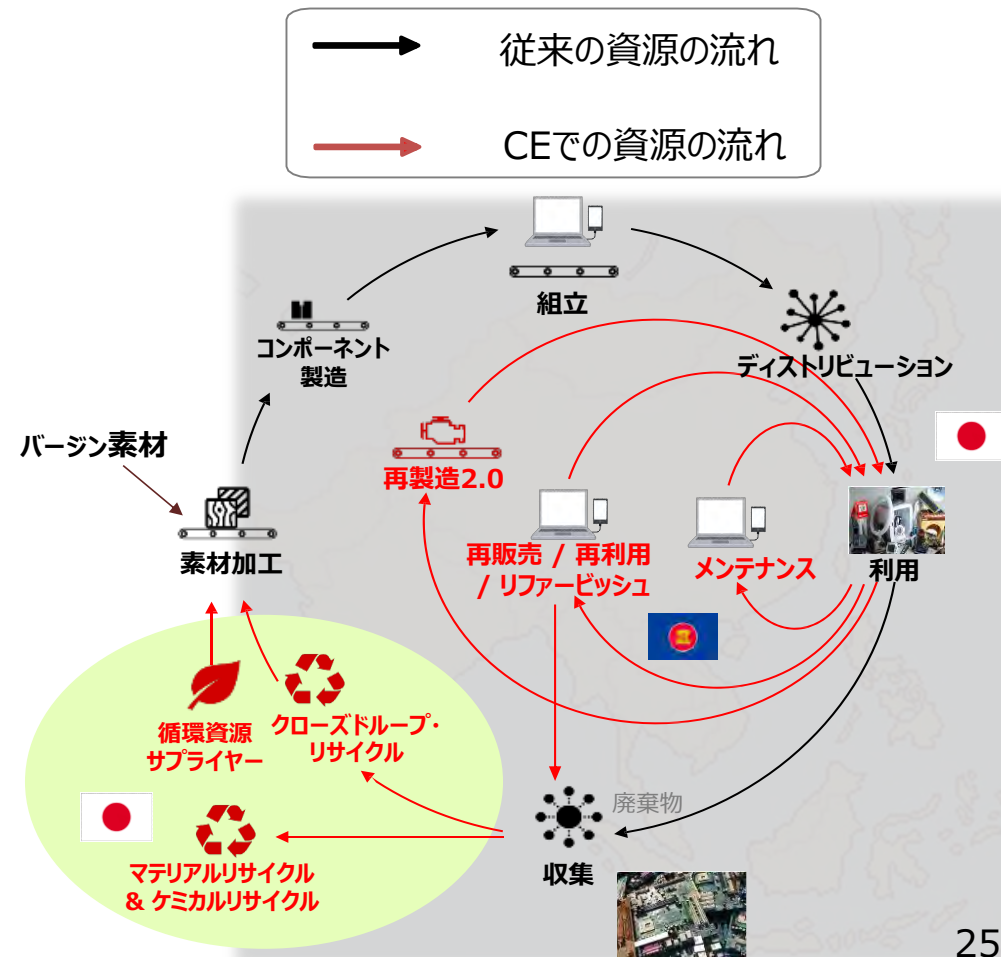 従来の資源の流れ
CEでの資源の流れ
組立
コンポーネント
製造
ディストリビューション
バージン素材
再製造2.0
素材加工
再販売 / 再利用
/ リファービッシュ
メンテナンス
利用
循環資源
サプライヤー
クローズドループ・
リサイクル
廃棄物
収集
マテリアルリサイクル
& ケミカルリサイクル
25